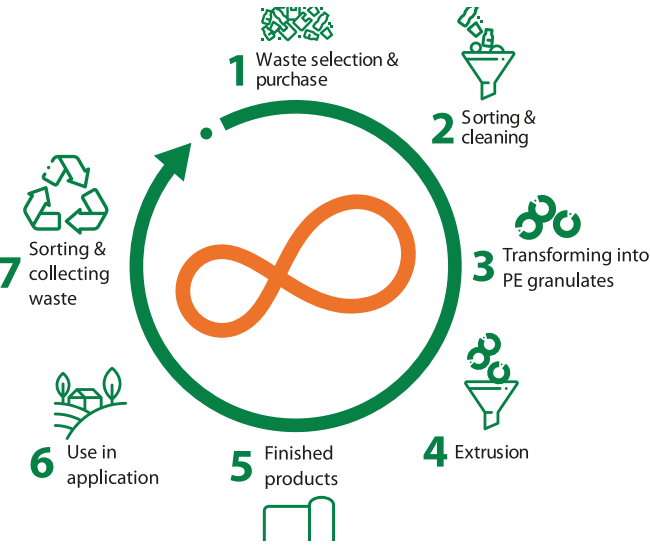 1 Waste selection &
purchase
2 Sorting &
cleaning
3 Transforming into
PE granulates
4 Extrusion
5 Finished
products
6 Use in
application
7 Sorting &
collecting
waste